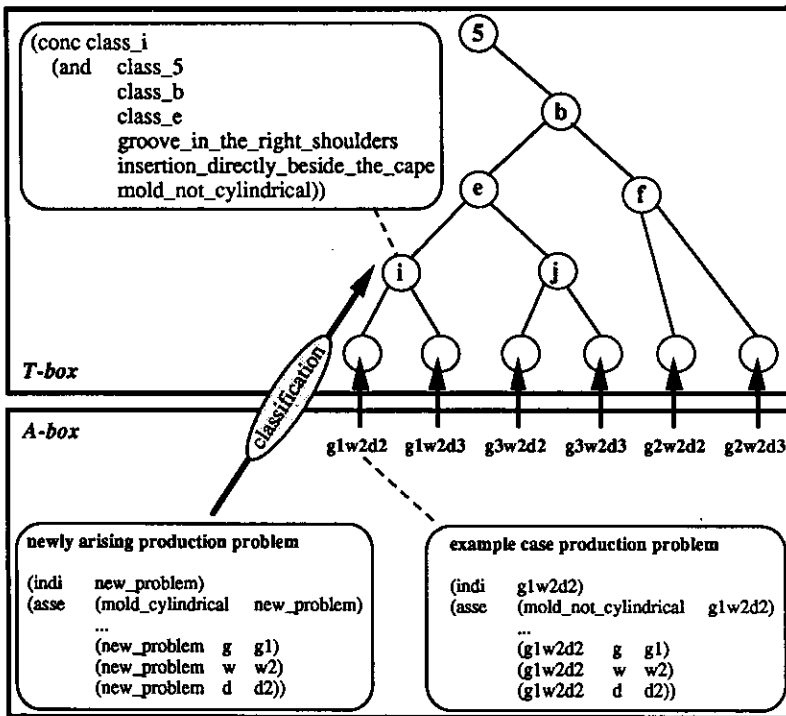 (conc class_i
(and class_5
class_b
class_e
groove_in_the_right_shoulders
insertion_directly_beside_the_cape
mold_not_cylindrical))
5
b
e
f
i
j
T-box
classification
A-box
g1w2d2 g1w2d3 g3w2d2 g3w2d3 g2w2d2 g2w2d3
newly arising production problem
(indi new_problem)
(asse (mold_cylindrical new_problem)
...
(new_problem g g1)
(new_problem w w2)
(new_problem d d2))
example case production problem
(indi g1w2d2)
(asse (mold_not_cylindrical g1w2d2)
...
(g1w2d2 g g1)
(g1w2d2 w w2)
(g1w2d2 d d2))